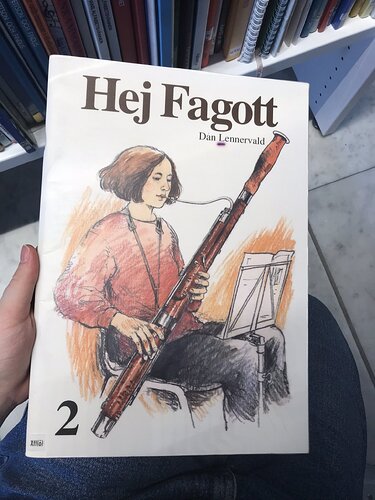 Hej Fagott
Dan Lennervald
2